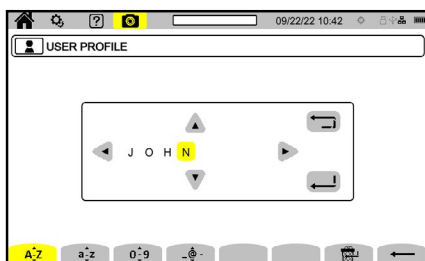 ? 09/22/22 10:42
USER PROFILE
J O H N
A-Z a-z 0-9 _@-